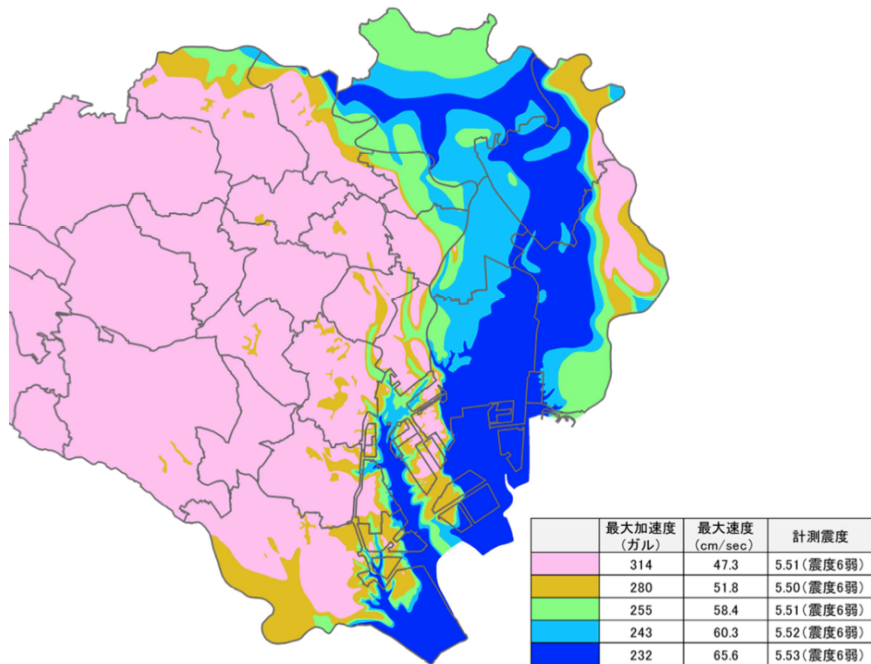 最大加速度 最大速度 計測震度
(ガル) (cm/sec)
314 47.3 5.51(震度6弱)
280 51.8 5.50(震度6弱)
255 58.4 5.51(震度6弱)
243 60.3 5.52(震度6弱)
232 65.6 5.53(震度6弱)